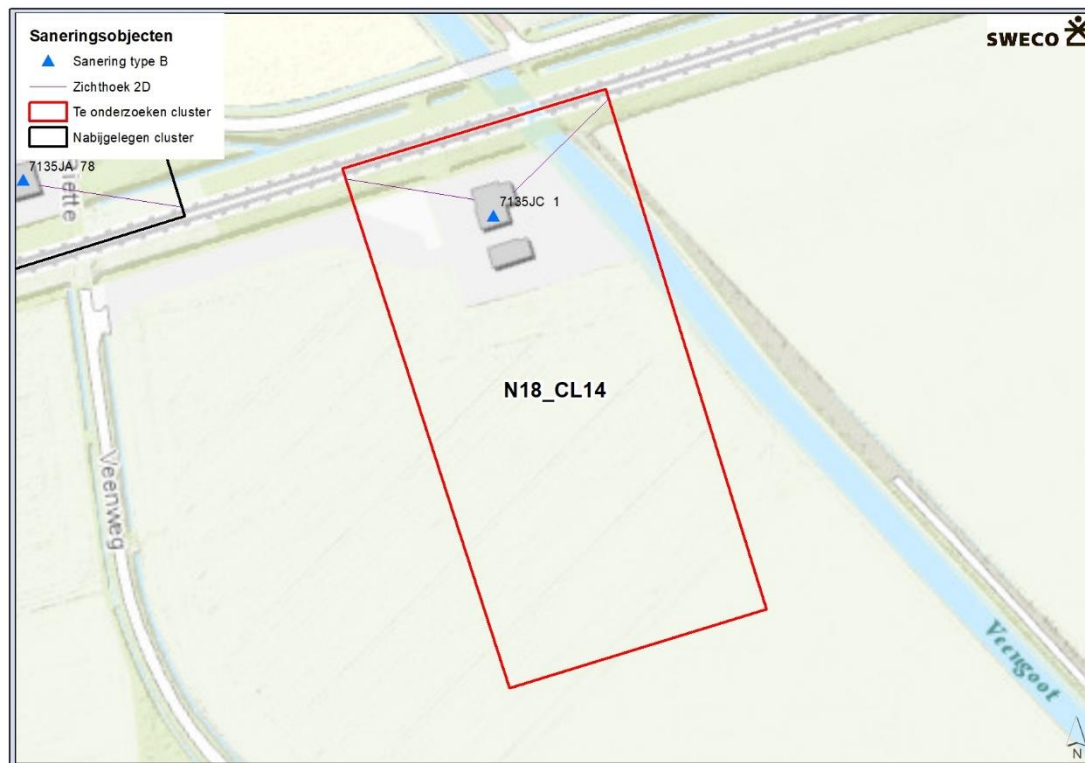 Saneringsobjecten
SWECO
Sanering type B
Zichthoek 2D
Te onderzoeken cluster
Nabijgelegen cluster
7135JA 78
7135JC 1
N18_CL14
Veenweg
Veengoot
N